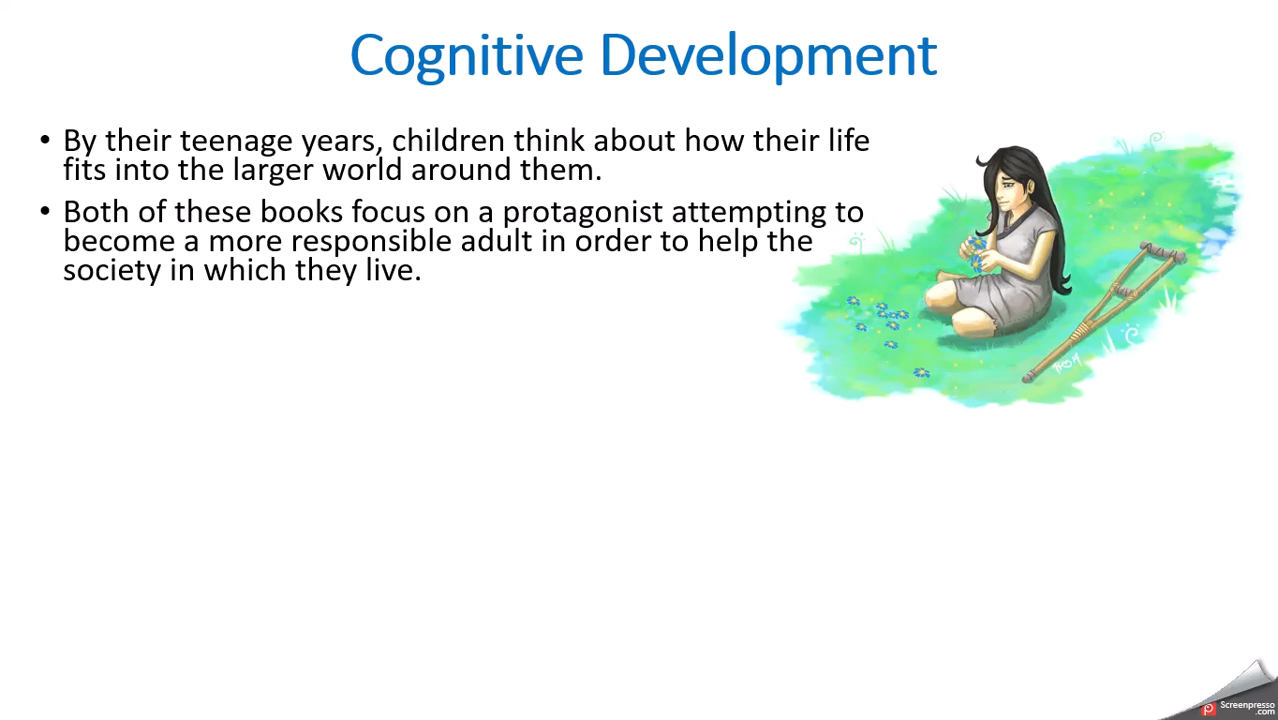 Cognitive Development
• By their teenage years, children think about how their life
fits into the larger world around them.
• Both of these books focus on a protagonist attempting to
become a more responsible adult in order to help the
society in which they live.
Screenpresso
.com